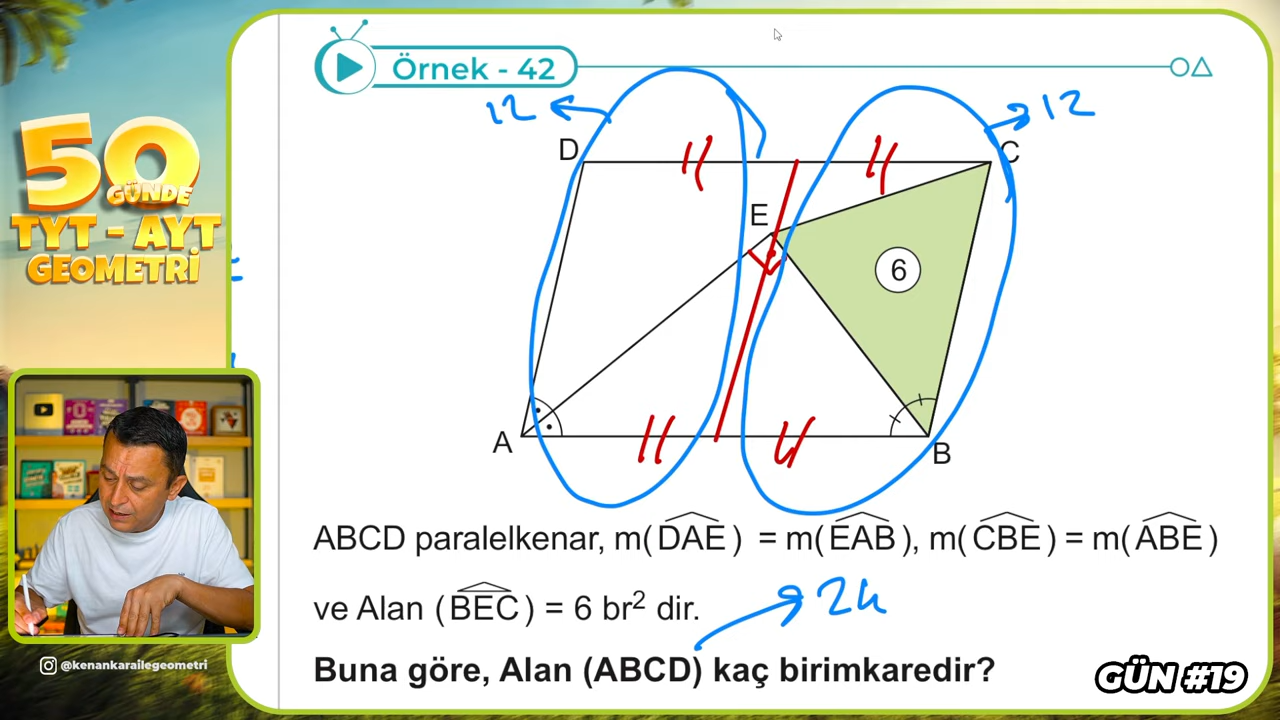 Örnek - 42
12
12
D
C
E
6
A
B
50
GÜNDE
TYT - AYT
GEOMETRİ
ABCD paralelkenar, m(DAE) = m(EAB), m(CBE) = m(ABE)
ve Alan (BEC) = 6 br² dir.
24
Buna göre, Alan (ABCD) kaç birimkaredir?
@kenankarailegeometri
GÜN #19